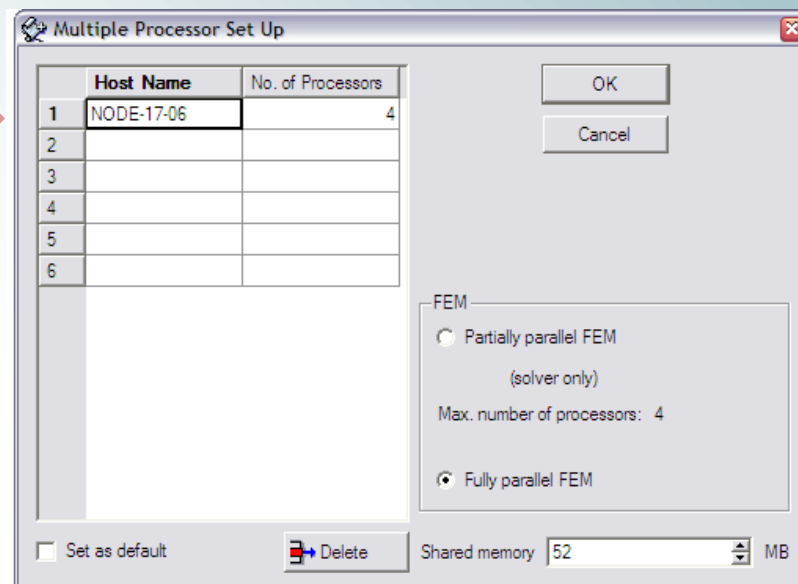 Multiple Processor Set Up
Host Name No. of Processors
1 NODE-17-06 4
2
3
4
5
6
OK
Cancel
FEM
Partially parallel FEM
(solver only)
Max. number of processors: 4
Fully parallel FEM
Set as default
Delete
Shared memory 52 MB